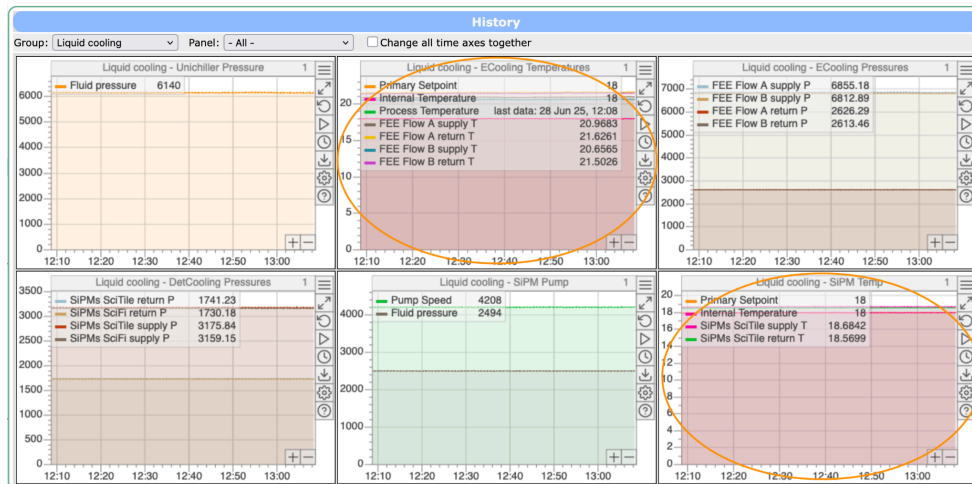 History
Group: Liquid cooling Panel: - All - Change all time axes together
Liquid cooling - Unichiller Pressure 1
Fluid pressure 6140
6000
5000
4000
3000
2000
1000
0
12:10 12:20 12:30 12:40 12:50 13:00
Liquid cooling - ECooling Temperatures 1
Primary Setpoint 18
Internal Temperature 18
Process Temperature last data: 28 Jun 25, 12:08
FEE Flow A supply T 20.9683
FEE Flow A return T 21.6261
FEE Flow B supply T 20.6565
FEE Flow B return T 21.5026
20
15
10
5
0
12:10 12:20 12:30 12:40 12:50 13:00
Liquid cooling - ECooling Pressures 1
FEE Flow A supply P 6855.18
FEE Flow B supply P 6812.89
FEE Flow A return P 2626.29
FEE Flow B return P 2613.46
7000
6000
5000
4000
3000
2000
1000
0
12:10 12:20 12:30 12:40 12:50 13:00
Liquid cooling - DetCooling Pressures 1
SiPMs SciTile return P 1741.23
SiPMs SciFi return P 1730.18
SiPMs SciTile supply P 3175.84
SiPMs SciFi supply P 3159.15
3500
3000
2500
2000
1500
1000
500
0
12:10 12:20 12:30 12:40 12:50 13:00
Liquid cooling - SiPM Pump 1
Pump Speed 4208
Fluid pressure 2494
4000
3000
2000
1000
0
12:10 12:20 12:30 12:40 12:50 13:00
Liquid cooling - SiPM Temp 1
Primary Setpoint 18
Internal Temperature 18
SiPMs SciTile supply T 18.6842
SiPMs SciTile return T 18.5699
20
18
16
14
12
10
8
6
4
2
0
12:10 12:20 12:30 12:40 12:50 13:00